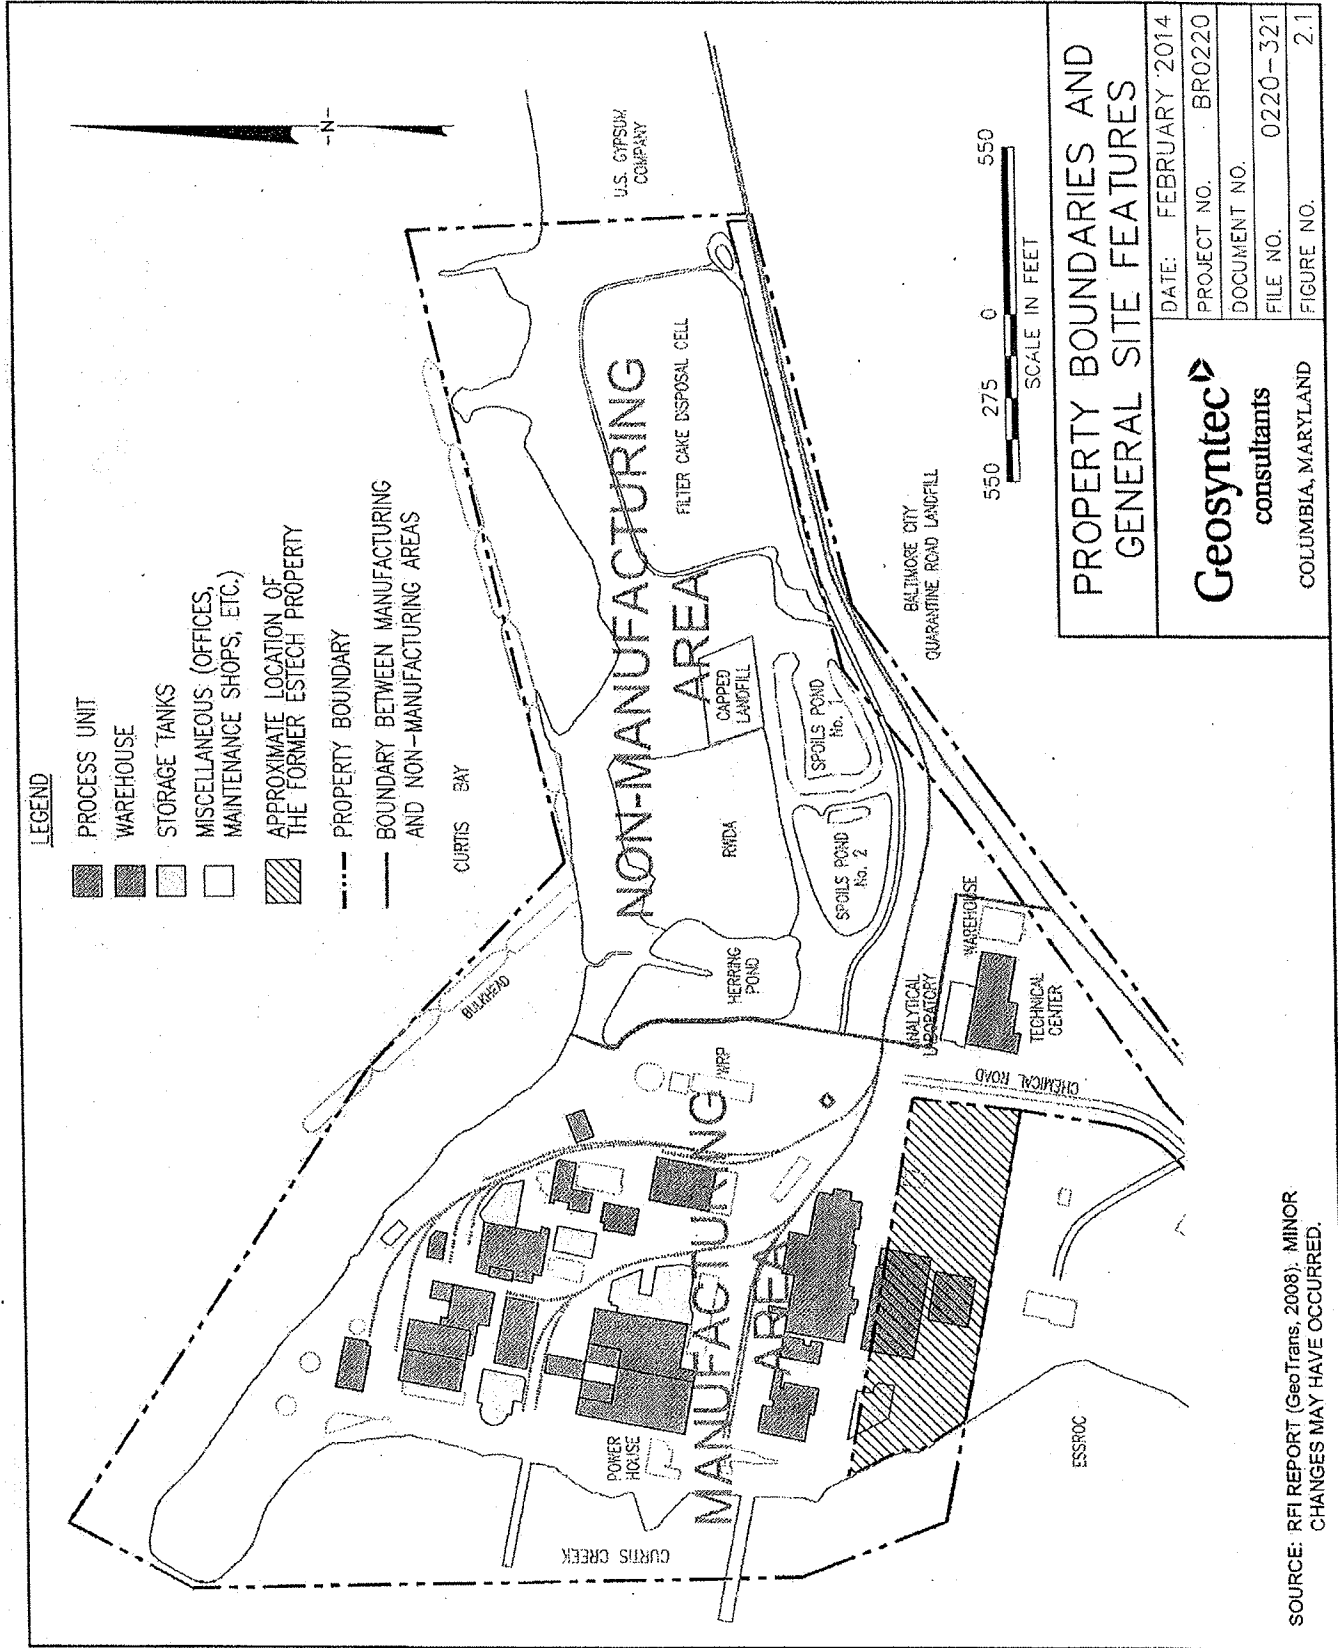 LEGEND
PROCESS UNIT
WAREHOUSE
STORAGE TANKS
MISCELLANEOUS (OFFICES,
MAINTENANCE SHOPS, ETC.)
APPROXIMATE LOCATION OF
THE FORMER ESTECH PROPERTY
PROPERTY BOUNDARY
BOUNDARY BETWEEN MANUFACTURING
AND NON-MANUFACTURING AREAS
-N-
CURTIS BAY
BULKHEAD
U.S. GYPSUM
COMPANY
NON-MANUFACTURING
AREA
FILTER CAKE DISPOSAL CELL
CAPPED
LANDFILL
RWDA
SPOILS POND
No. 1
SPOILS POND
No. 2
HERRING
POND
WRP
MANUFACTURING
AREA
POWER
HOUSE
CURTIS CREEK
ANALYTICAL
LABORATORY
WAREHOUSE
TECHNICAL
CENTER
CHEMICAL ROAD
BALTIMORE CITY
QUARANTINE ROAD LANDFILL
ESSROC
550 275 0 550
SCALE IN FEET
PROPERTY BOUNDARIES AND
GENERAL SITE FEATURES
Geosyntec
consultants
COLUMBIA, MARYLAND
DATE: FEBRUARY 2014
PROJECT NO. BR0220
DOCUMENT NO.
FILE NO. 0220-321
FIGURE NO. 2.1
SOURCE: RFI REPORT (GeoTrans, 2008). MINOR
CHANGES MAY HAVE OCCURRED.